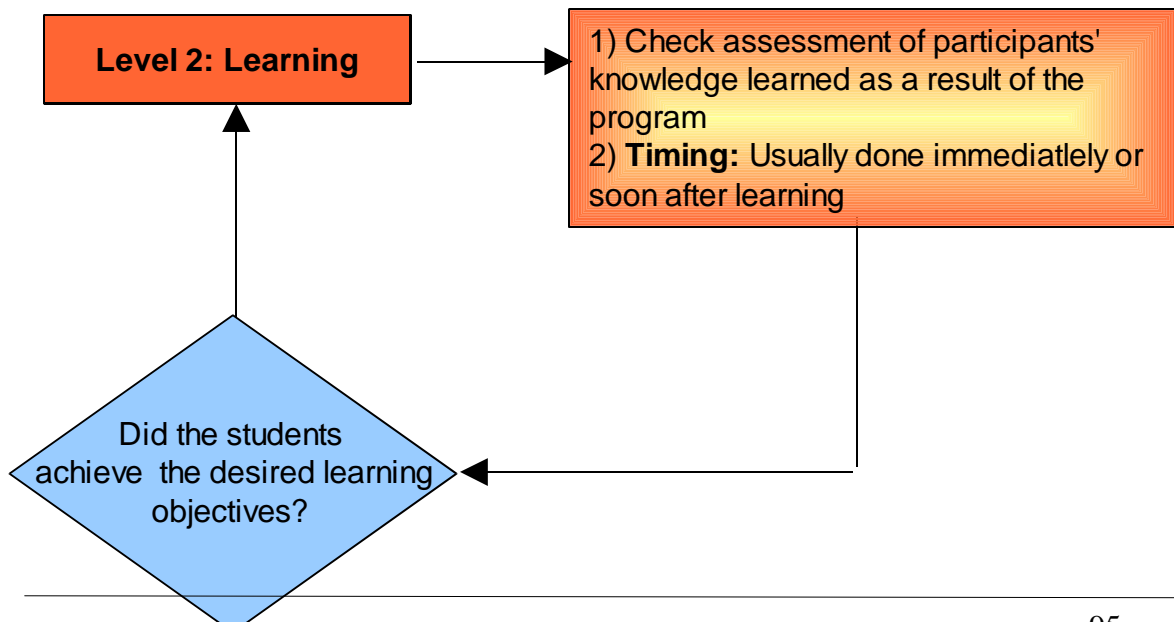 Level 2: Learning
1) Check assessment of participants'
knowledge learned as a result of the
program
2) Timing: Usually done immediatlely or
soon after learning
Did the students
achieve the desired learning
objectives?
95